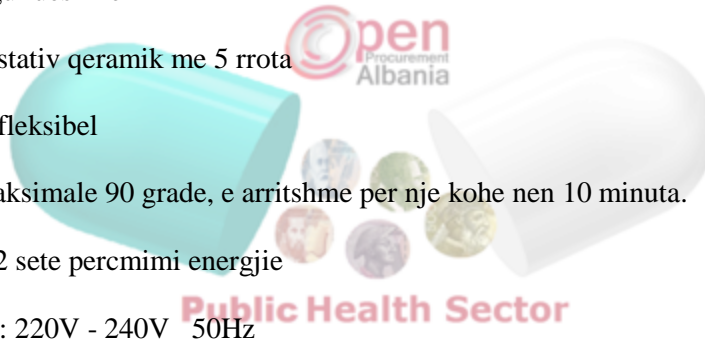 stativ qeramik me 5 rrota
Open
Procurement
Albania
fleksibel
aksimale 90 grade, e arritshme per nje kohe nen 10 minuta.
2 sete percmimi energjie
Public Health Sector
: 220V - 240V 50Hz